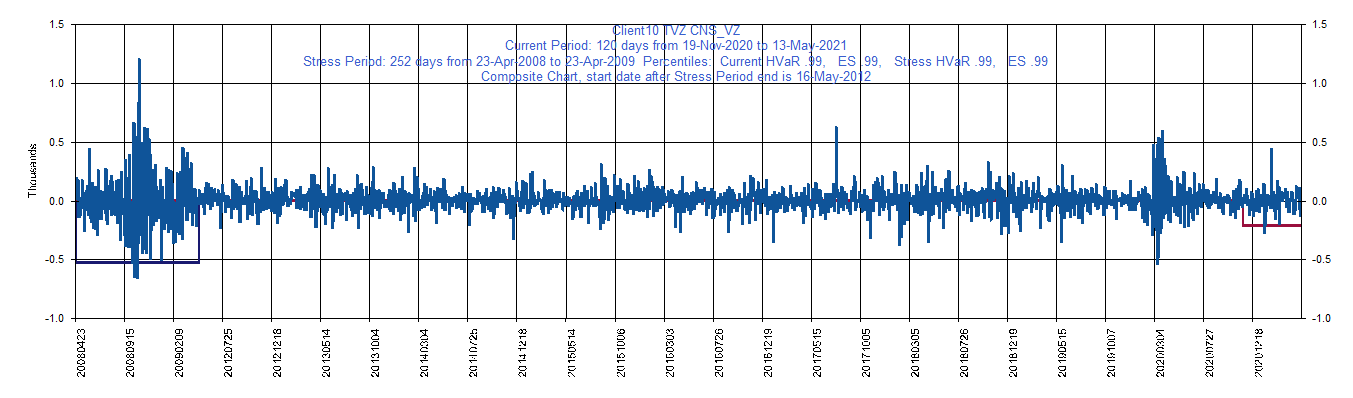 Client10 TVZ CNS_VZ
Current Period: 120 days from 19-Nov-2020 to 13-May-2021
Stress Period: 252 days from 23-Apr-2008 to 23-Apr-2009 Percentiles: Current HVaR .99, ES .99, Stress HVaR .99, ES .99
Composite Chart, start date after Stress Period end is 16-May-2012
Thousands
1.5 1.5
1.0 1.0
0.5 0.5
0.0 0.0
-0.5 -0.5
-1.0 -1.0
20080423 20080915 20090209 20120725 20121218 20130514 20131004 20140304 20140725 20141218 20150514 20151006 20160303 20160726 20161219 20170515 20171005 20180305 20180726 20181219 20190515 20191007 20200304 20200727 20201218